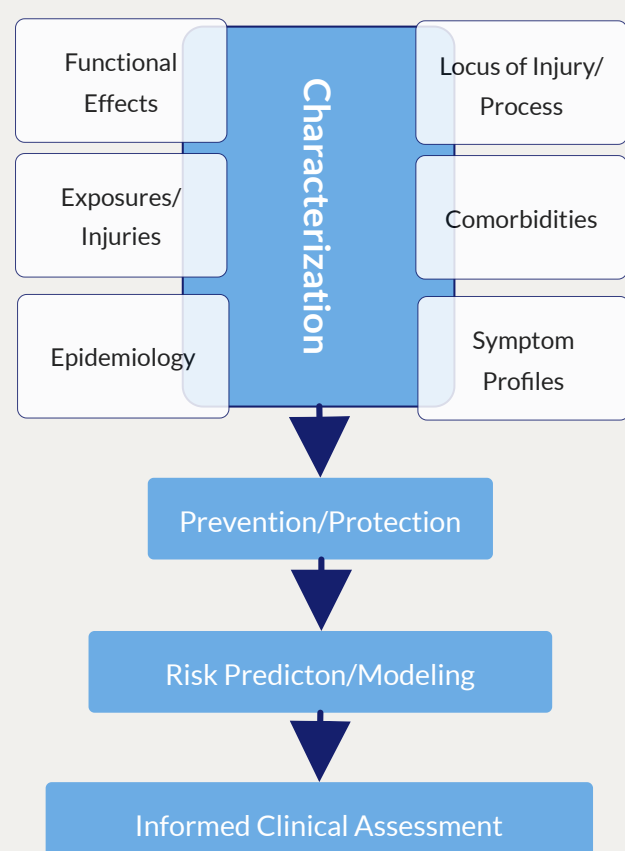 Functional
Effects
Exposures/
Injuries
Epidemiology
Characterization
Locus of Injury/
Process
Comorbidities
Symptom
Profiles
Prevention/Protection
Risk Predicton/Modeling
Informed Clinical Assessment